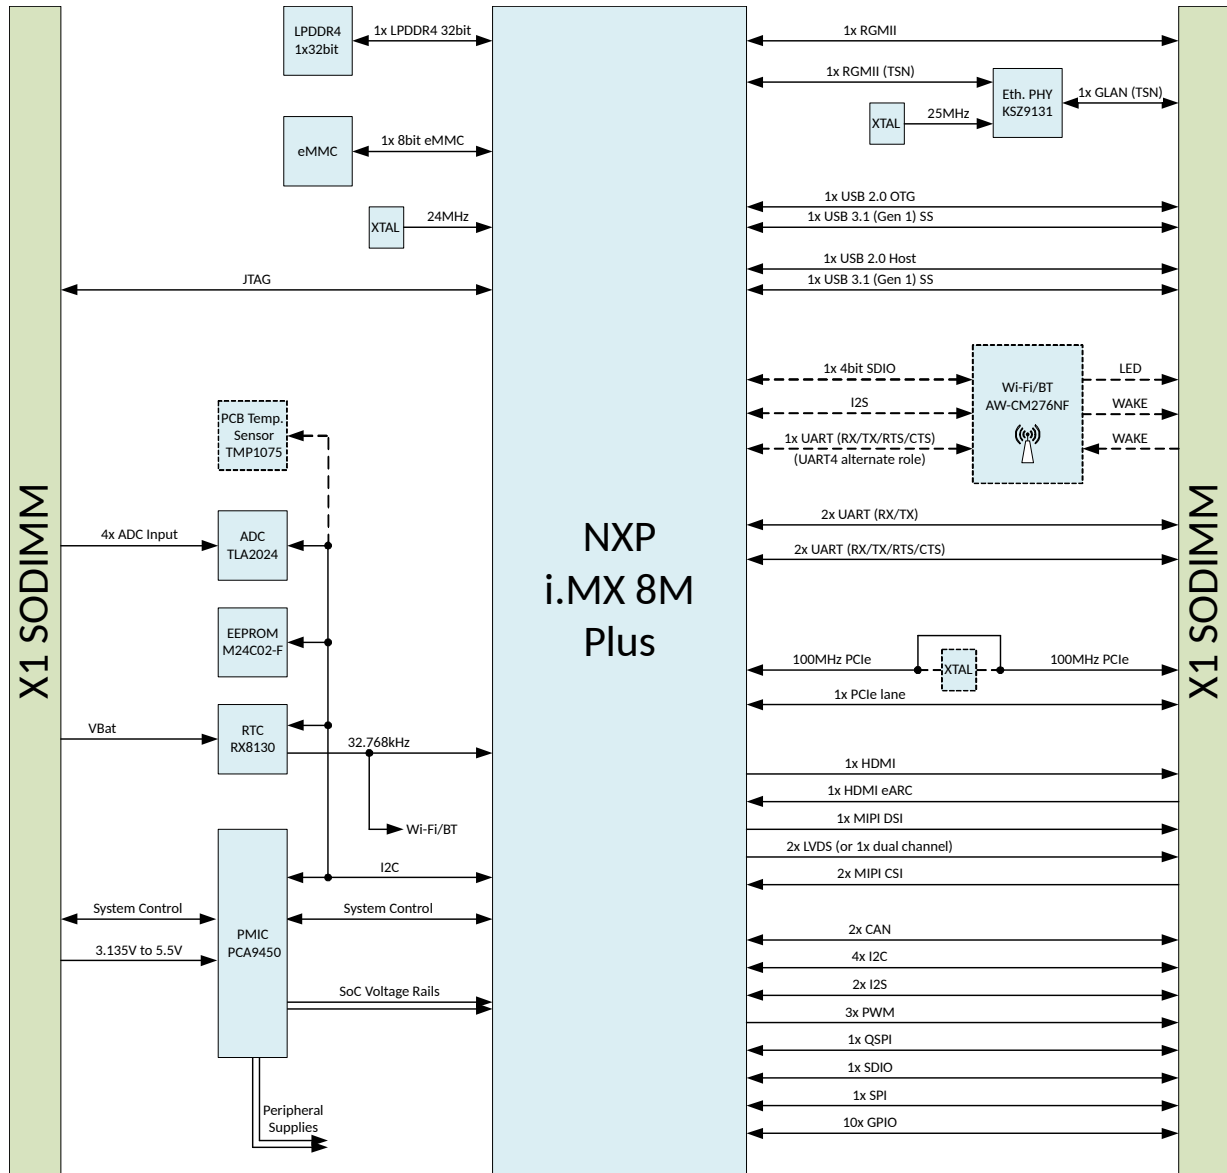 X1 SODIMM
LPDDR4
1x32bit
1x LPDDR4 32bit
eMMC
1x 8bit eMMC
XTAL
24MHz
JTAG
PCB Temp.
Sensor
TMP1075
4x ADC Input
ADC
TLA2024
EEPROM
M24C02-F
VBat
RTC
RX8130
32.768kHz
Wi-Fi/BT
I2C
System Control
System Control
PMIC
PCA9450
3.135V to 5.5V
SoC Voltage Rails
Peripheral
Supplies
NXP
i.MX 8M
Plus
1x RGMII
1x RGMII (TSN)
Eth. PHY
KSZ9131
1x GLAN (TSN)
XTAL
25MHz
1x USB 2.0 OTG
1x USB 3.1 (Gen 1) SS
1x USB 2.0 Host
1x USB 3.1 (Gen 1) SS
1x 4bit SDIO
I2S
1x UART (RX/TX/RTS/CTS)
(UART4 alternate role)
Wi-Fi/BT
AW-CM276NF
LED
WAKE
WAKE
2x UART (RX/TX)
2x UART (RX/TX/RTS/CTS)
100MHz PCIe
XTAL
100MHz PCIe
1x PCIe lane
1x HDMI
1x HDMI eARC
1x MIPI DSI
2x LVDS (or 1x dual channel)
2x MIPI CSI
2x CAN
4x I2C
2x I2S
3x PWM
1x QSPI
1x SDIO
1x SPI
10x GPIO
X1 SODIMM